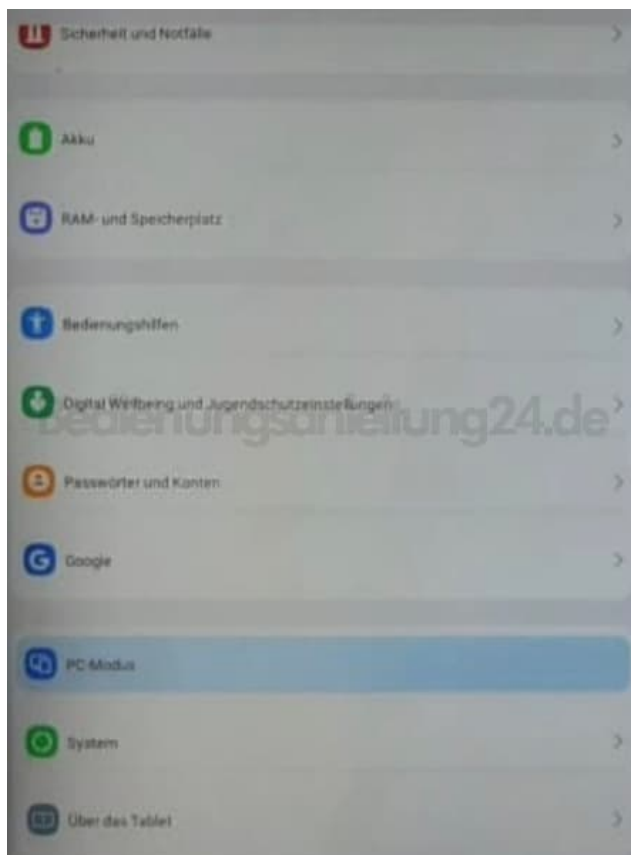 Sicherheit und Notfälle
Akku
RAM- und Speicherplatz
Bedienungshilfen
Digital Wellbeing und Jugendschutzeinstellungen
Bedienungsanleitung24.de
Passwörter und Konten
Google
PC-Modus
System
Über das Tablet